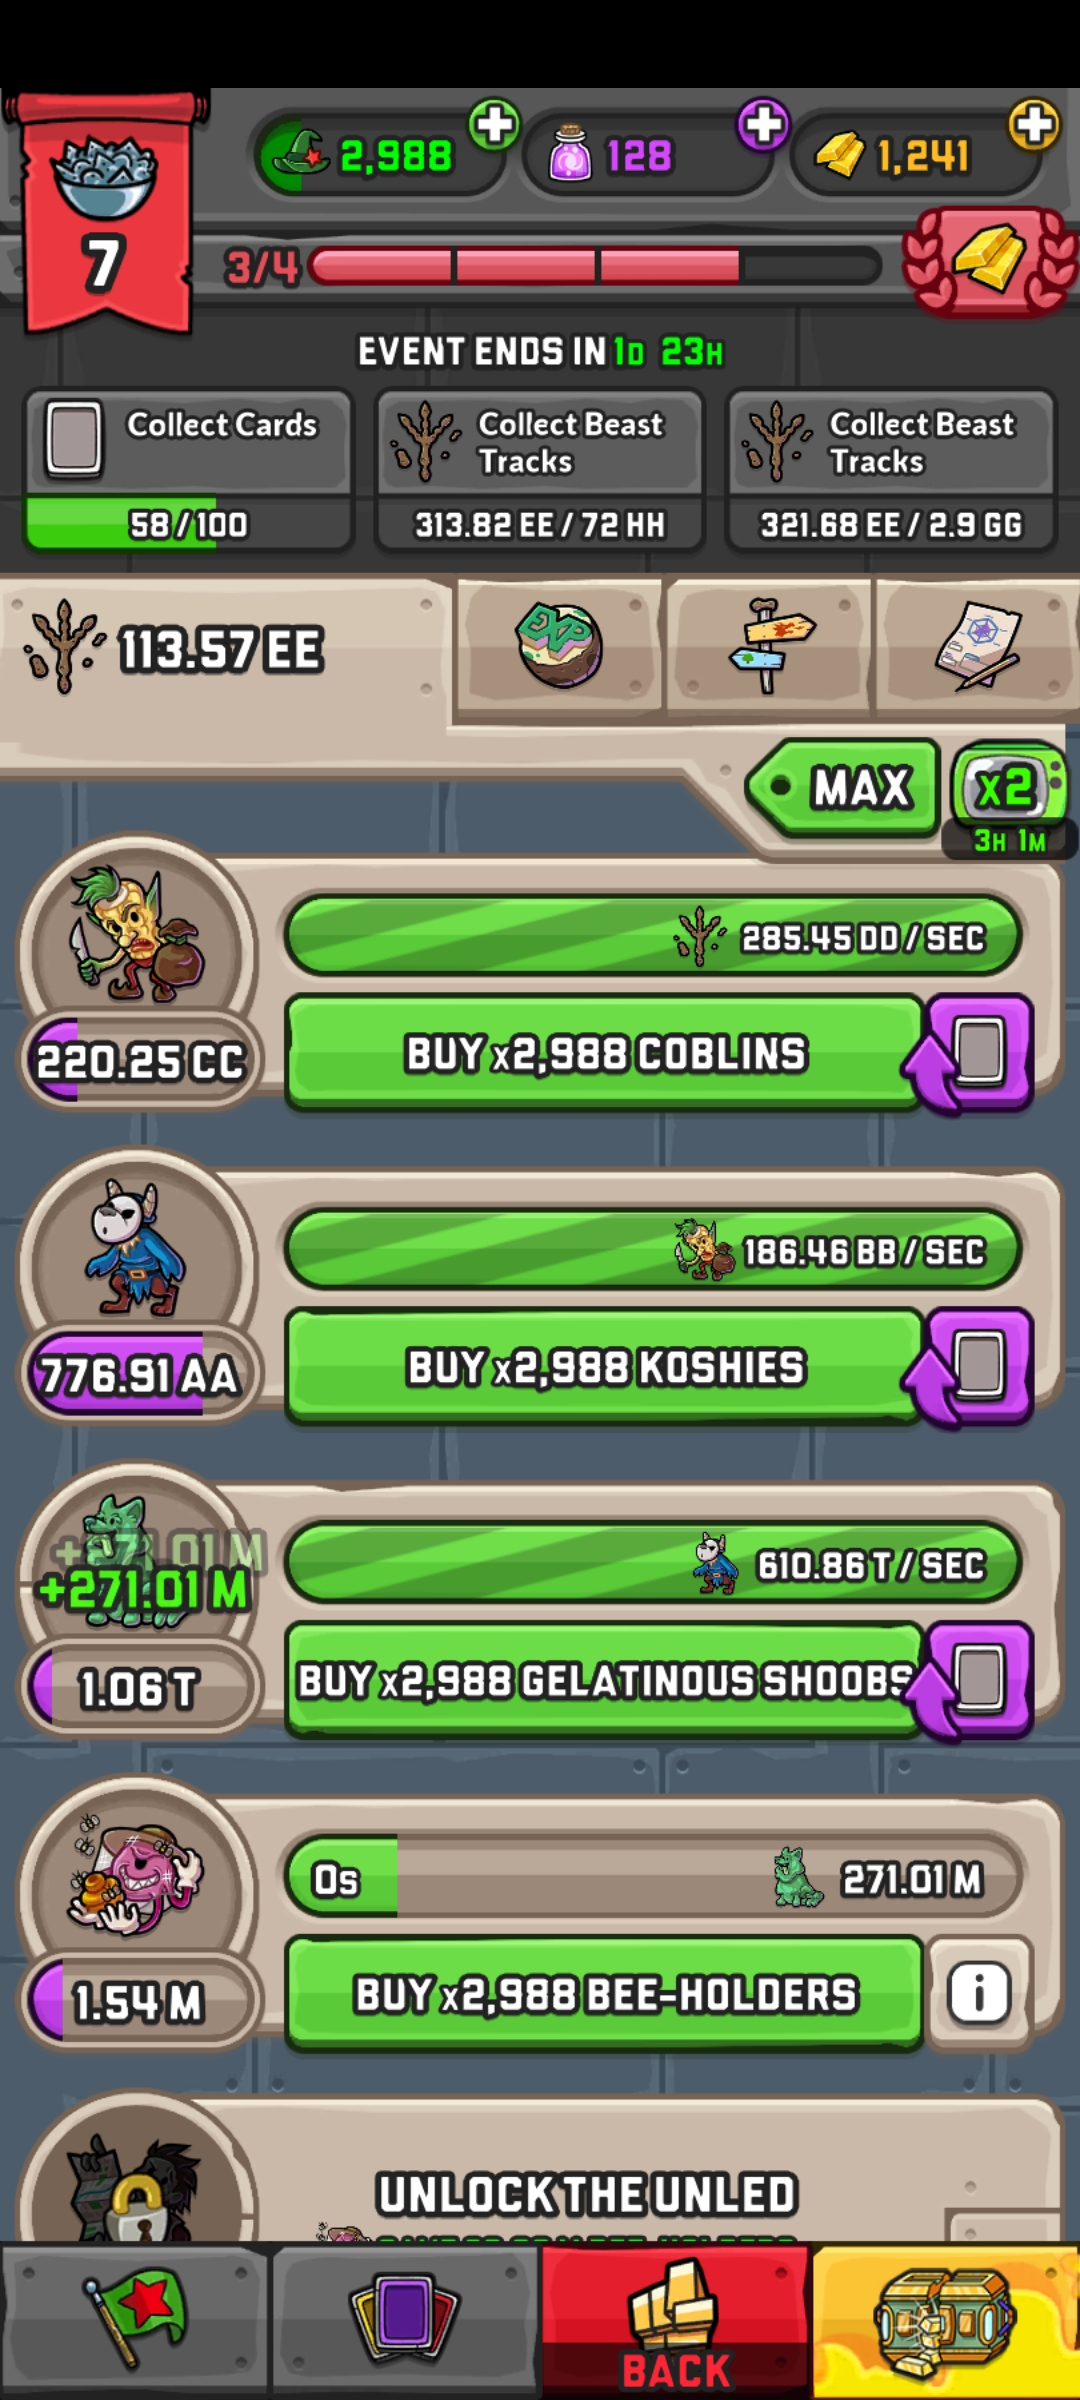 2,988
128
1,241
7
3/4
EVENT ENDS IN 1D 23H
Collect Cards
58/100
Collect Beast
Tracks
313.82 EE/72 HH
Collect Beast
Tracks
321.68 EE/2.9 GG
113.57 EE
EXP
MAX
x2
3H 1M
285.45 DD/SEC
220.25 CC
BUY x2,988 COBLINS
186.46 BB/SEC
776.91 AA
BUY x2,988 KOSHIES
+271.01 M
+271.01 M
610.86 T/SEC
1.06 T
BUY x2,988 GELATINOUS SHOOBS
0s
271.01 M
1.54 M
BUY x2,988 BEE-HOLDERS
i
UNLOCK THE UNLED
BACK